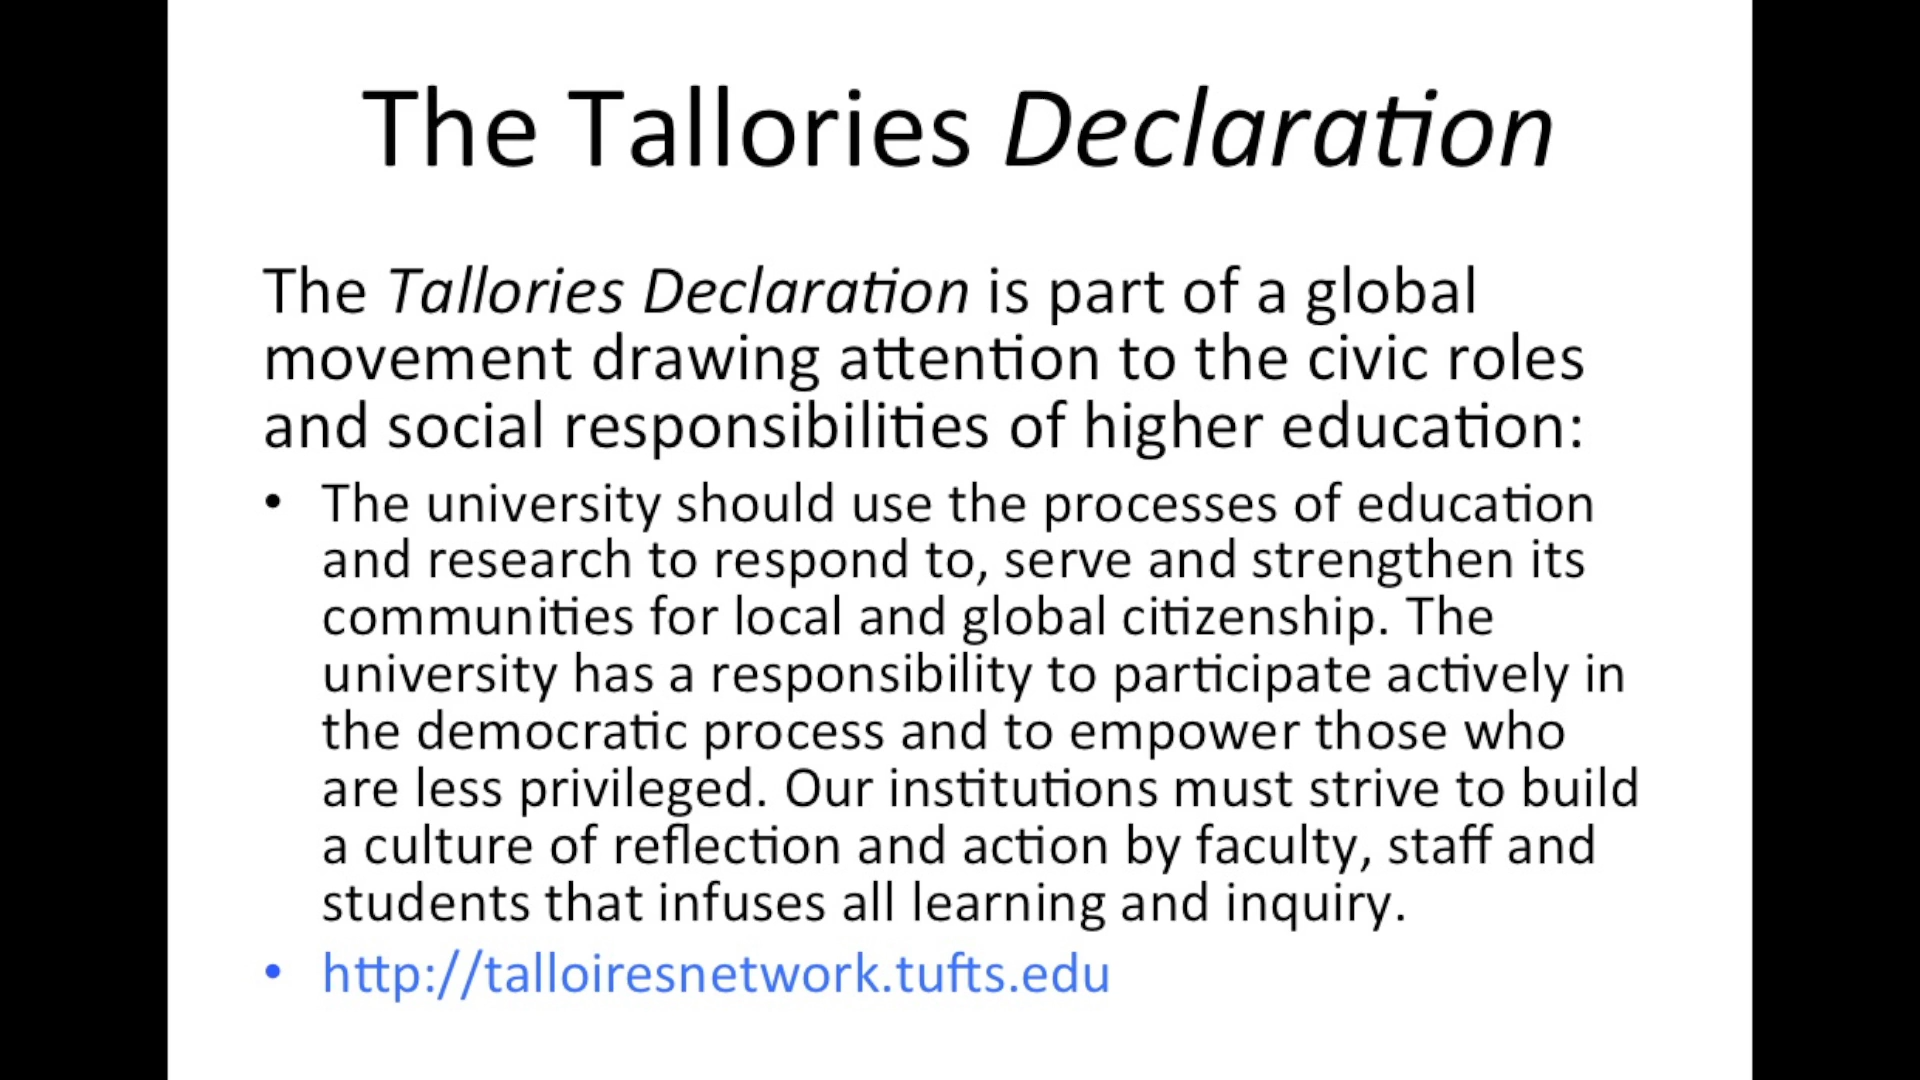 The Tallories Declaration
The Tallories Declaration is part of a global
movement drawing attention to the civic roles
and social responsibilities of higher education:
• The university should use the processes of education
and research to respond to, serve and strengthen its
communities for local and global citizenship. The
university has a responsibility to participate actively in
the democratic process and to empower those who
are less privileged. Our institutions must strive to build
a culture of reflection and action by faculty, staff and
students that infuses all learning and inquiry.
• http://talloiresnetwork.tufts.edu